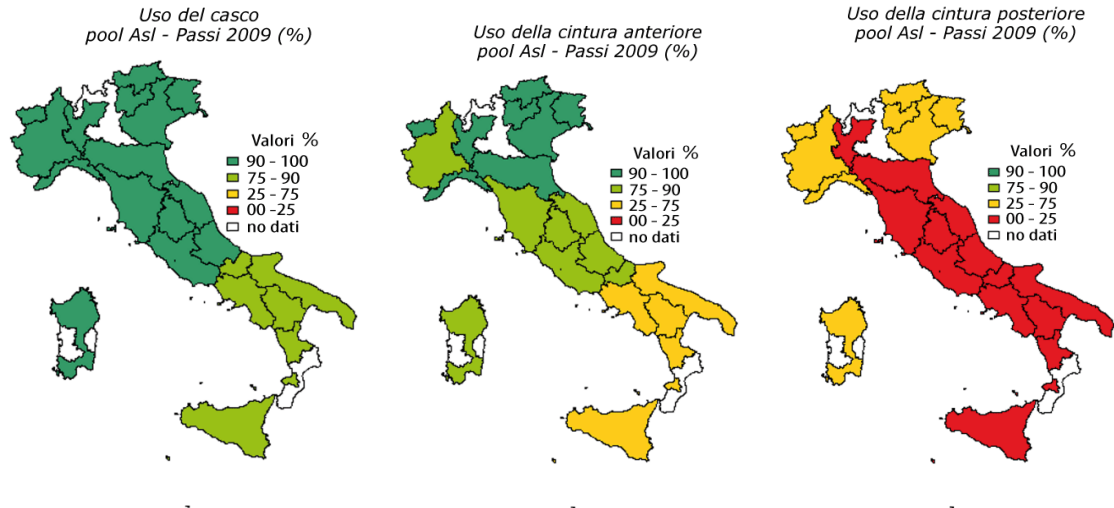 Uso del casco
pool Asl - Passi 2009 (%)
Valori %
90 - 100
75 - 90
25 - 75
00 - 25
no dati
Uso della cintura anteriore
pool Asl - Passi 2009 (%)
Valori %
90 - 100
75 - 90
25 - 75
00 - 25
no dati
Uso della cintura posteriore
pool Asl - Passi 2009 (%)
Valori %
90 - 100
75 - 90
25 - 75
00 - 25
no dati